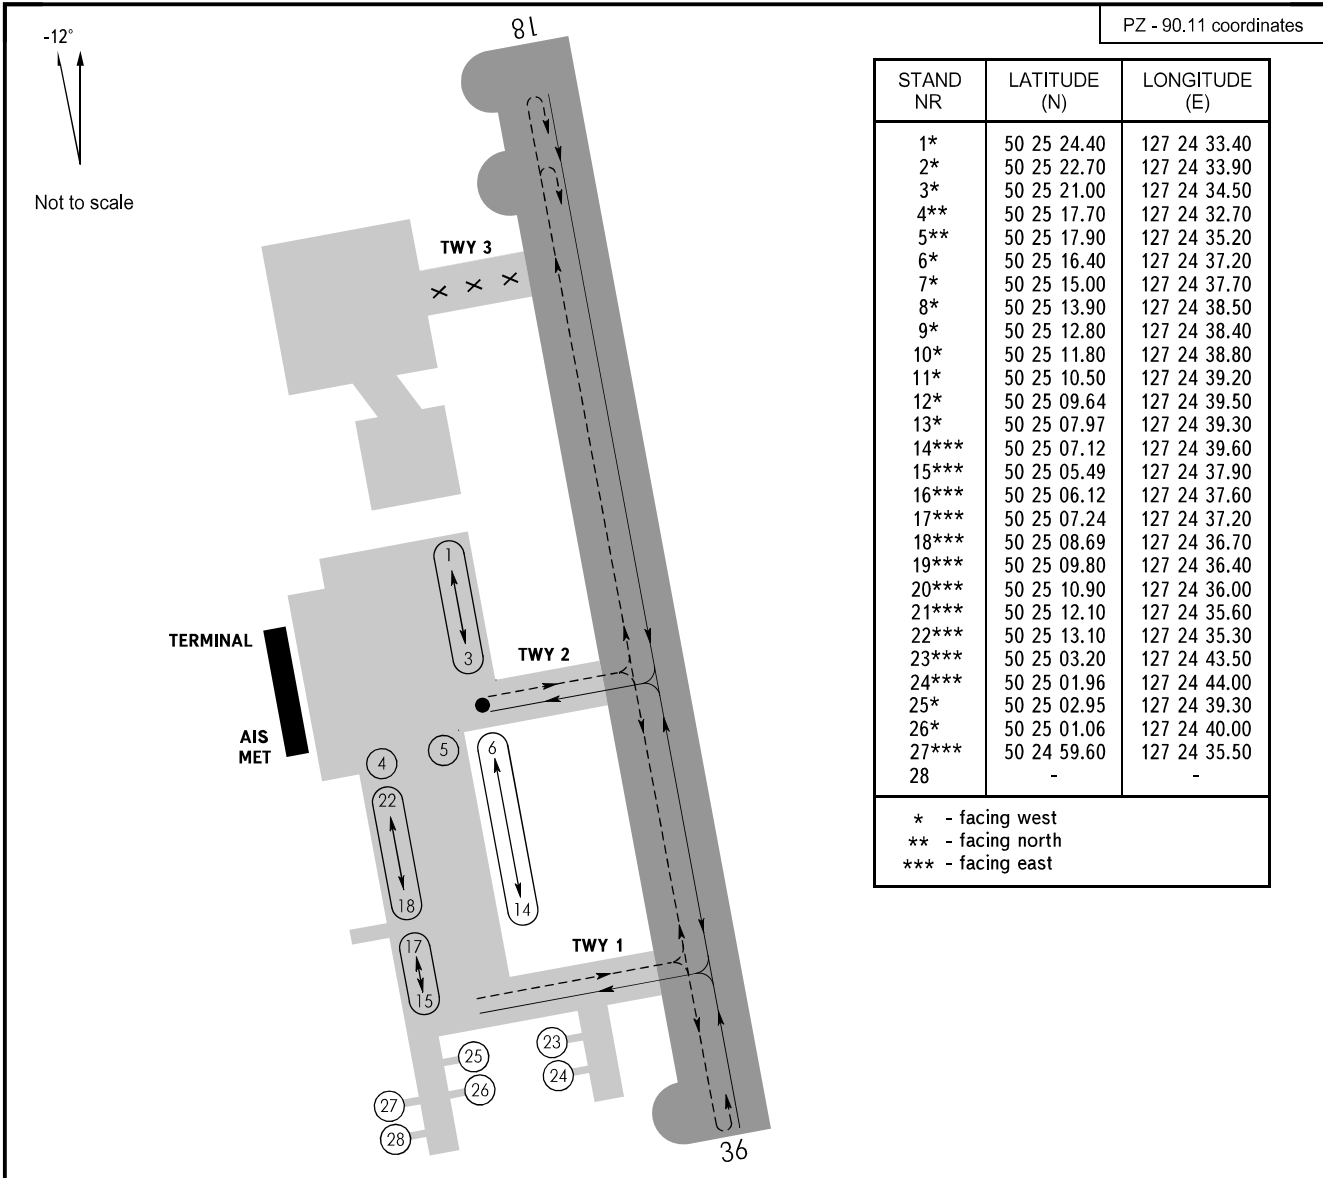 18
PZ - 90.11 coordinates
-12°
Not to scale
TWY 3
1
3
TERMINAL
TWY 2
AIS
MET
5
6
4
22
18
14
17
15
TWY 1
23
25
24
26
27
28
36
STAND NR LATITUDE (N) LONGITUDE (E)
1* 50 25 24.40 127 24 33.40
2* 50 25 22.70 127 24 33.90
3* 50 25 21.00 127 24 34.50
4** 50 25 17.70 127 24 32.70
5** 50 25 17.90 127 24 35.20
6* 50 25 16.40 127 24 37.20
7* 50 25 15.00 127 24 37.70
8* 50 25 13.90 127 24 38.50
9* 50 25 12.80 127 24 38.40
10* 50 25 11.80 127 24 38.80
11* 50 25 10.50 127 24 39.20
12* 50 25 09.64 127 24 39.50
13* 50 25 07.97 127 24 39.30
14*** 50 25 07.12 127 24 39.60
15*** 50 25 05.49 127 24 37.90
16*** 50 25 06.12 127 24 37.60
17*** 50 25 07.24 127 24 37.20
18*** 50 25 08.69 127 24 36.70
19*** 50 25 09.80 127 24 36.40
20*** 50 25 10.90 127 24 36.00
21*** 50 25 12.10 127 24 35.60
22*** 50 25 13.10 127 24 35.30
23*** 50 25 03.20 127 24 43.50
24*** 50 25 01.96 127 24 44.00
25* 50 25 02.95 127 24 39.30
26* 50 25 01.06 127 24 40.00
27*** 50 24 59.60 127 24 35.50
28 - -
* - facing west
** - facing north
*** - facing east